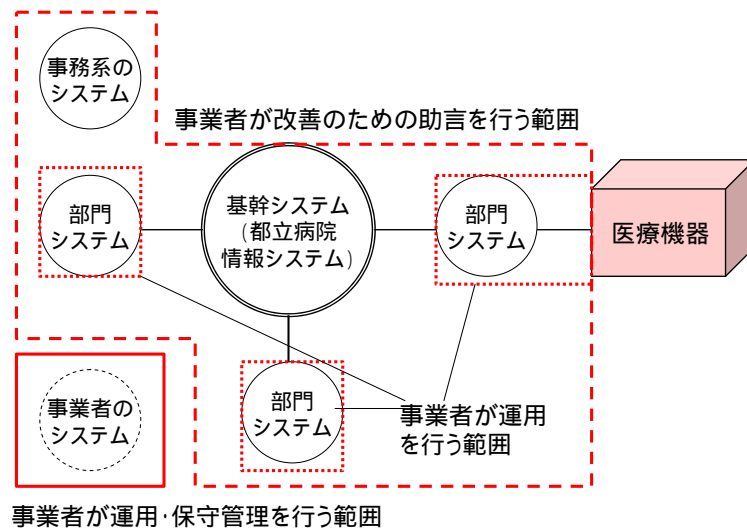 事務系の
システム
事業者が改善のための助言を行う範囲
部門
システム
基幹システム
(都立病院
情報システム)
部門
システム
医療機器
事業者の
システム
部門
システム
事業者が運用
を行う範囲
事業者が運用･保守管理を行う範囲